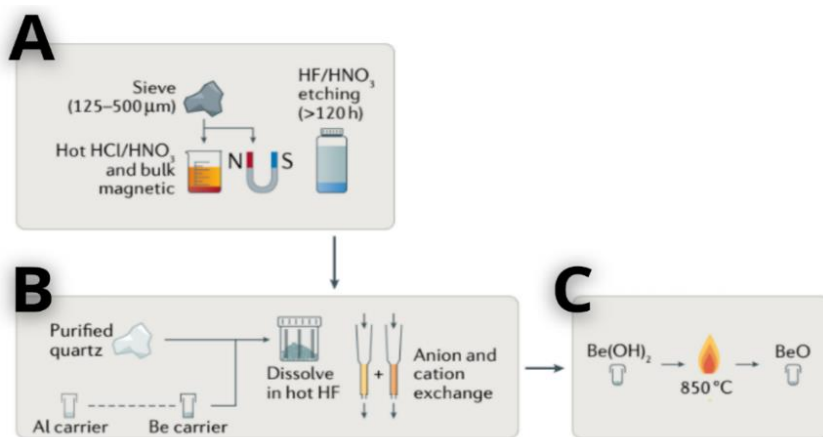 A
Sieve
(125–500 μm)
HF/HNO₃
etching
(>120 h)
Hot HCl/HNO₃
and bulk
magnetic
N S
B
Purified
quartz
Al carrier
Be carrier
Dissolve
in hot HF
+
Anion and
cation
exchange
C
Be(OH)₂
850 °C
BeO